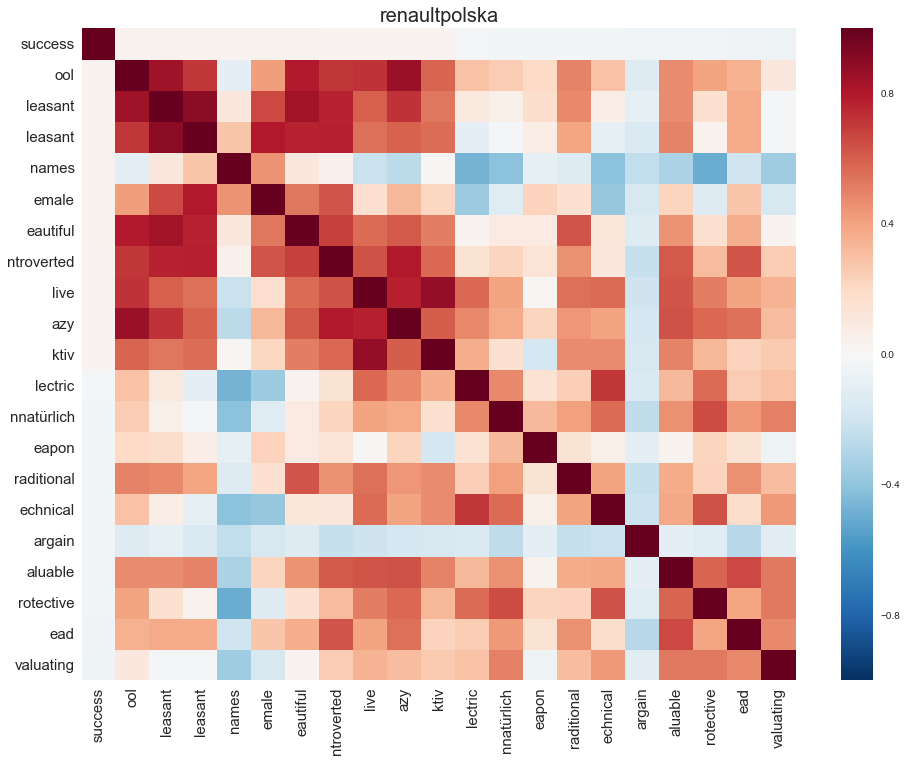 renaultpolska
success
ool
leasant
leasant
names
emale
eautiful
ntroverted
live
azy
ktiv
lectric
nnatürlich
eapon
raditional
echnical
argain
aluable
rotective
ead
valuating
success
ool
leasant
leasant
names
emale
eautiful
ntroverted
live
azy
ktiv
lectric
nnatürlich
eapon
raditional
echnical
argain
aluable
rotective
ead
valuating
0.8
0.4
0.0
−0.4
−0.8